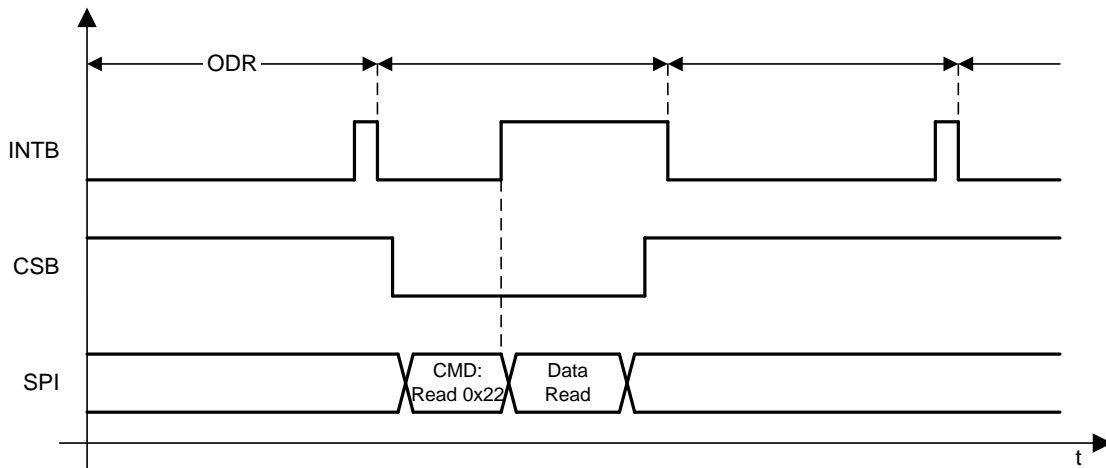 ODR
INTB
CSB
SPI
CMD:
Read 0x22
Data
Read
t